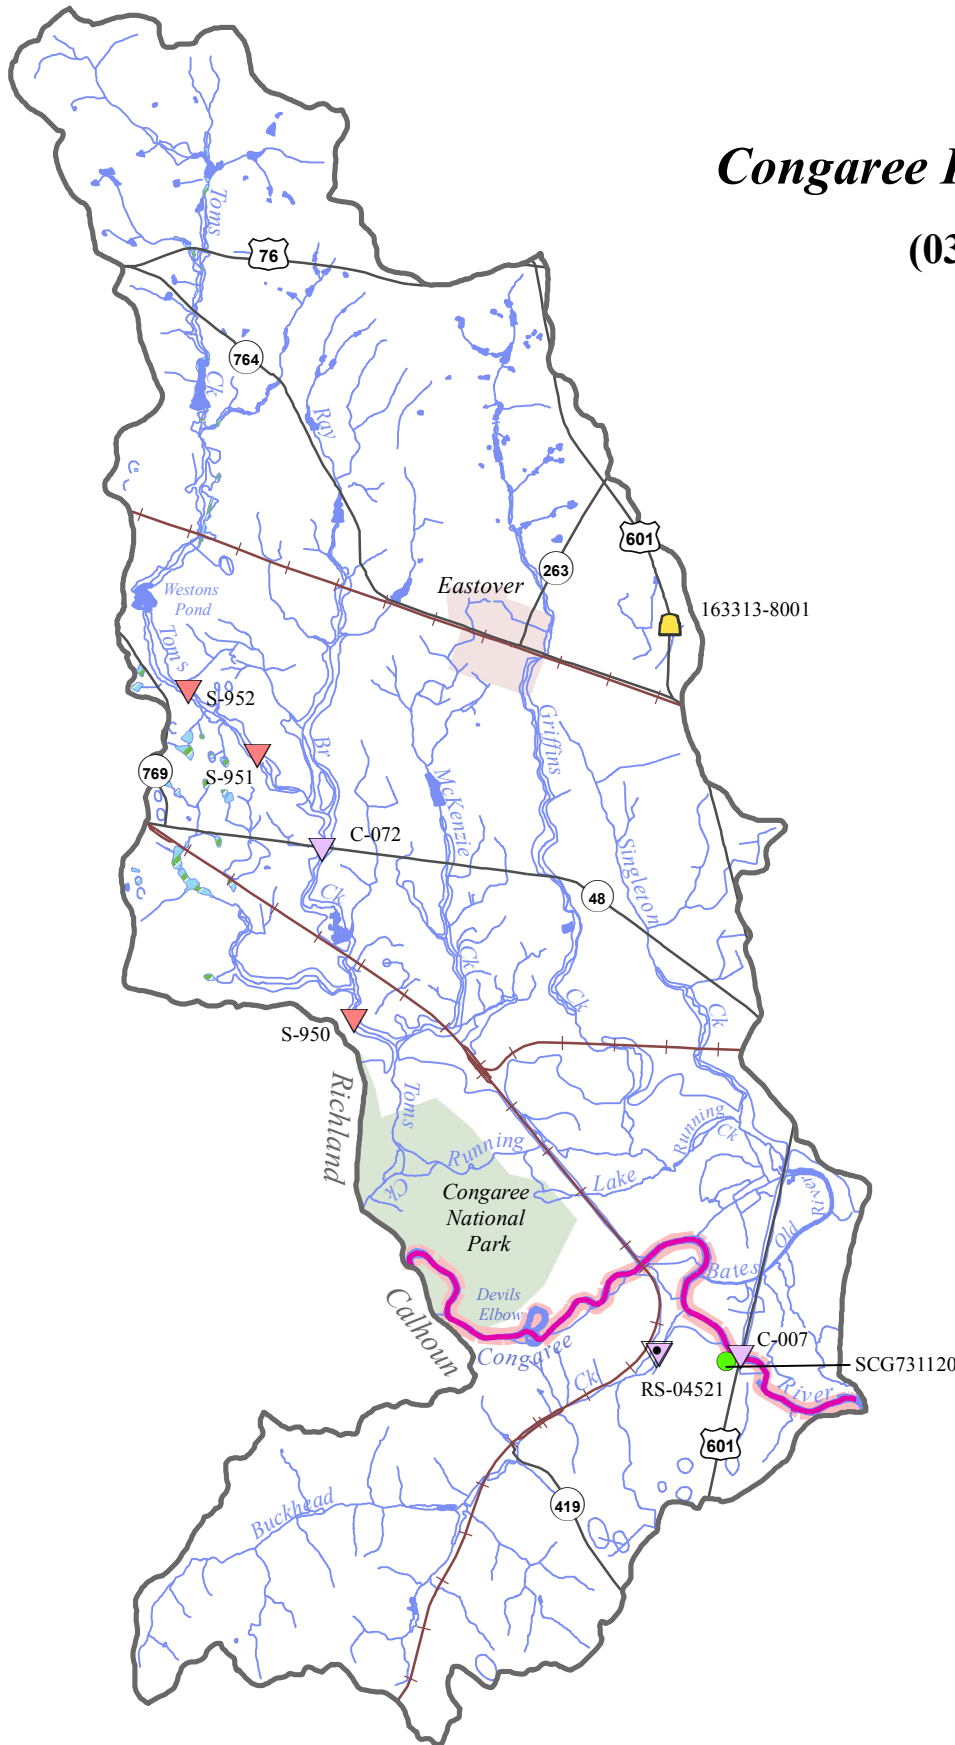 Congaree
(03
Toms
76
764
Ck
Ray
601
263
Eastover
Westons
Pond
163313-8001
Toms
S-952
Griffins
Br
769
S-951
McKenzie
C-072
Singleton
48
Ck
Ck
Ck
Ck
S-950
Richland
Toms
Running
Ck
Running
Lake
Ck
Congaree
National
Park
River
Old
Bates
Devils
Elbow
Calhoun
Congaree
C-007
SCG731120
RS-04521
Ck
River
601
419
Buckhead